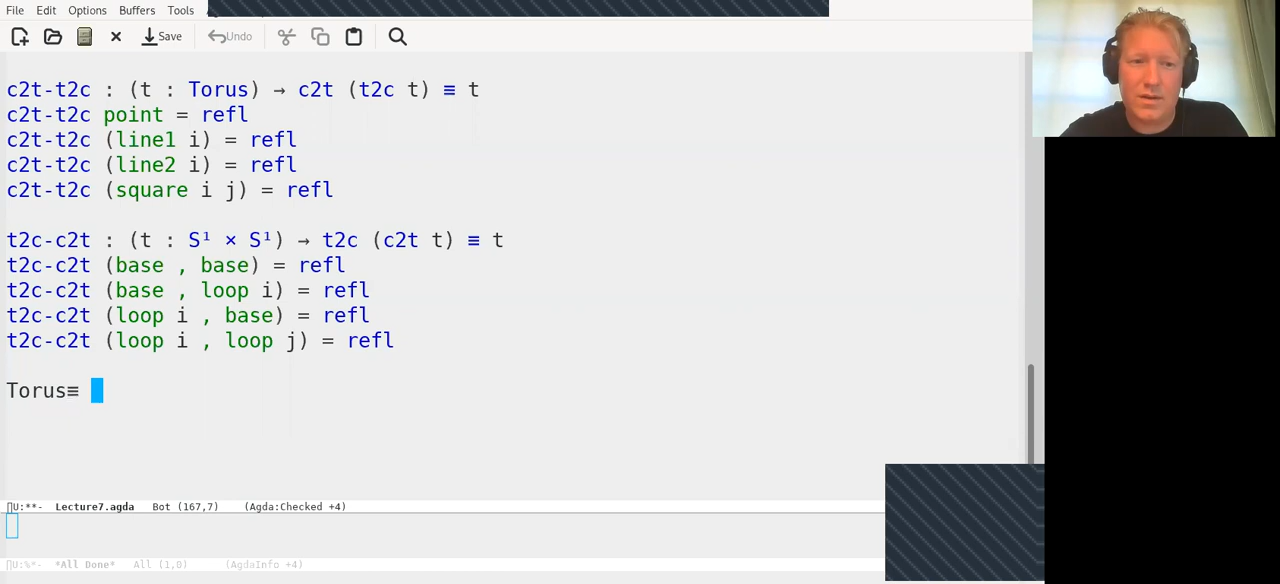 File Edit Options Buffers Tools
Save Undo
c2t-t2c : (t : Torus) → c2t (t2c t) ≡ t
c2t-t2c point = refl
c2t-t2c (line1 i) = refl
c2t-t2c (line2 i) = refl
c2t-t2c (square i j) = refl
t2c-c2t : (t : S¹ × S¹) → t2c (c2t t) ≡ t
t2c-c2t (base , base) = refl
t2c-c2t (base , loop i) = refl
t2c-c2t (loop i , base) = refl
t2c-c2t (loop i , loop j) = refl
Torus≡
U:**- Lecture7.agda Bot (167,7) (Agda:Checked +4)
U:%*- *All Done* All (1,0) (AgdaInfo +4)